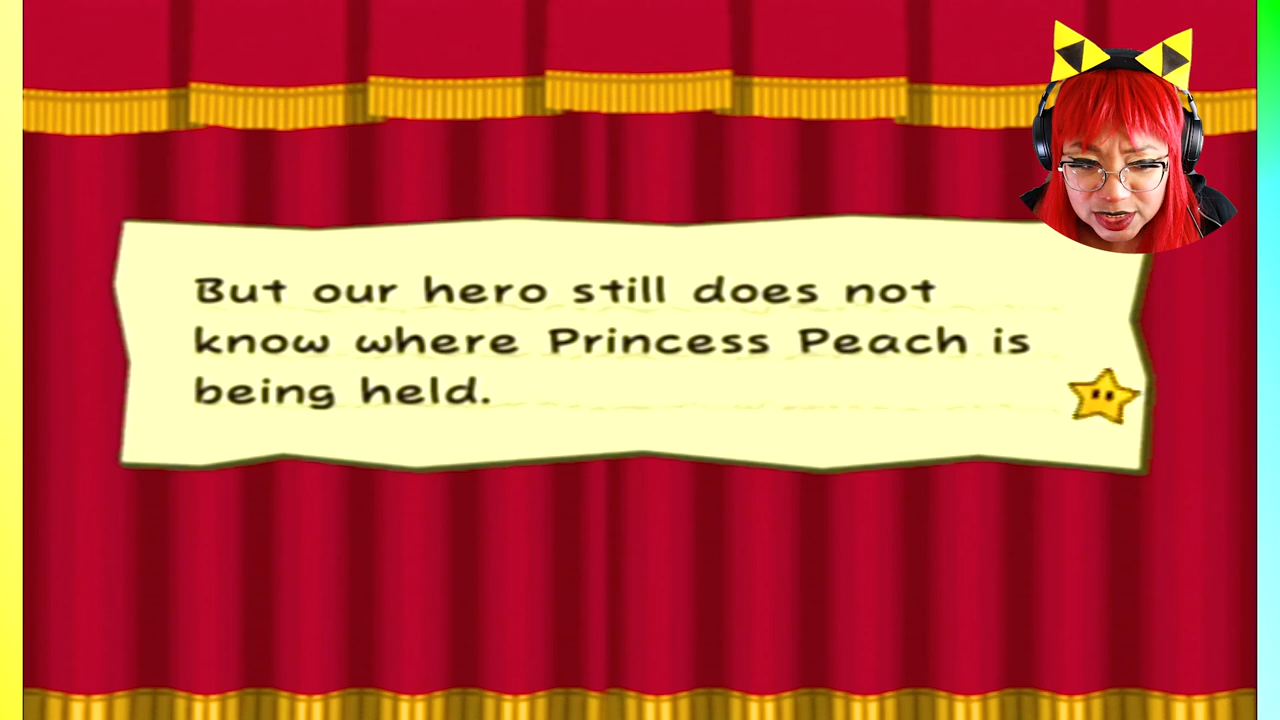 But our hero still does not
know where Princess Peach is
being held.